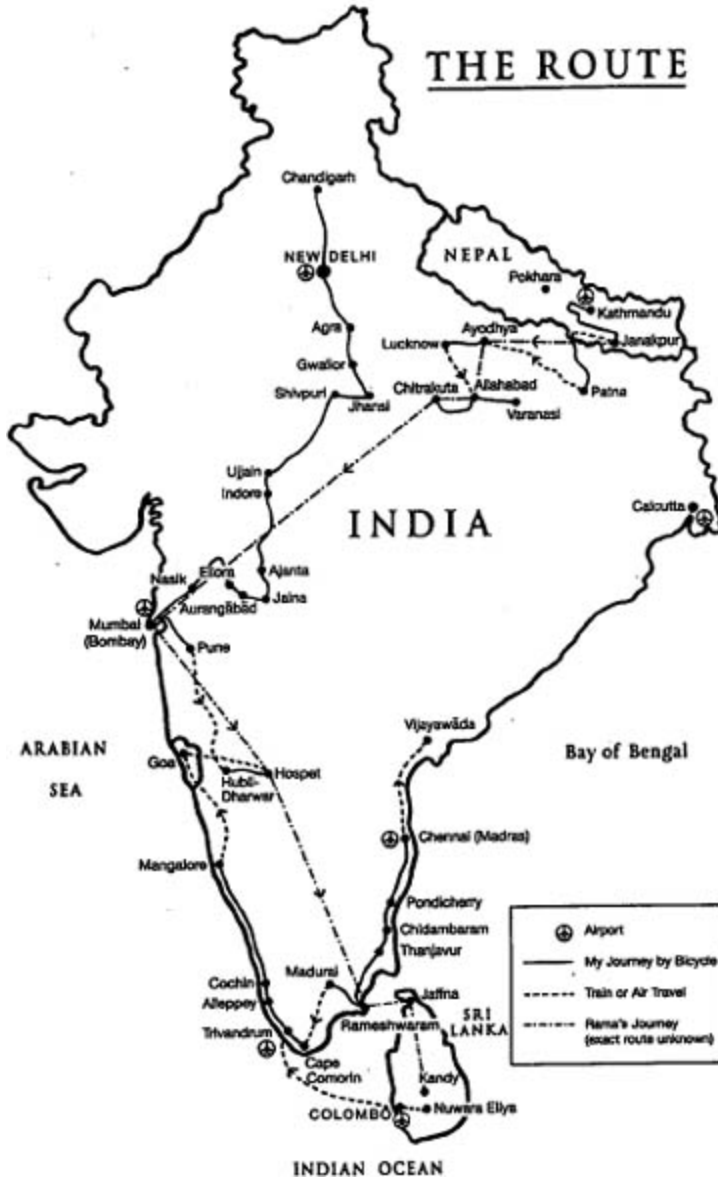 THE ROUTE
Chandigarh
NEW DELHI
NEPAL
Pokhara
Kathmandu
Agra
Lucknow
Ayodhya
Janakpur
Gwalior
Shivpuri
Jhansi
Chitrakuta
Allahabad
Varanasi
Patna
Ujjain
Indore
INDIA
Calcutta
Nasik
Ellora
Ajanta
Aurangābād
Jalna
Mumbai
(Bombay)
Pune
ARABIAN
SEA
Vijayawāda
Bay of Bengal
Goa
Hubli-
Dharwar
Hospet
Chennai (Madras)
Mangalore
Pondicherry
Chidambaram
Thanjavur
Madurai
Cochin
Alleppey
Trivandrum
Rameshwaram
Jaffna
SRI
LANKA
Cape
Comorin
Kandy
COLOMBO
Nuwara Eliya
INDIAN OCEAN
Airport
My Journey by Bicycle
Train or Air Travel
Rama's Journey
(exact route unknown)